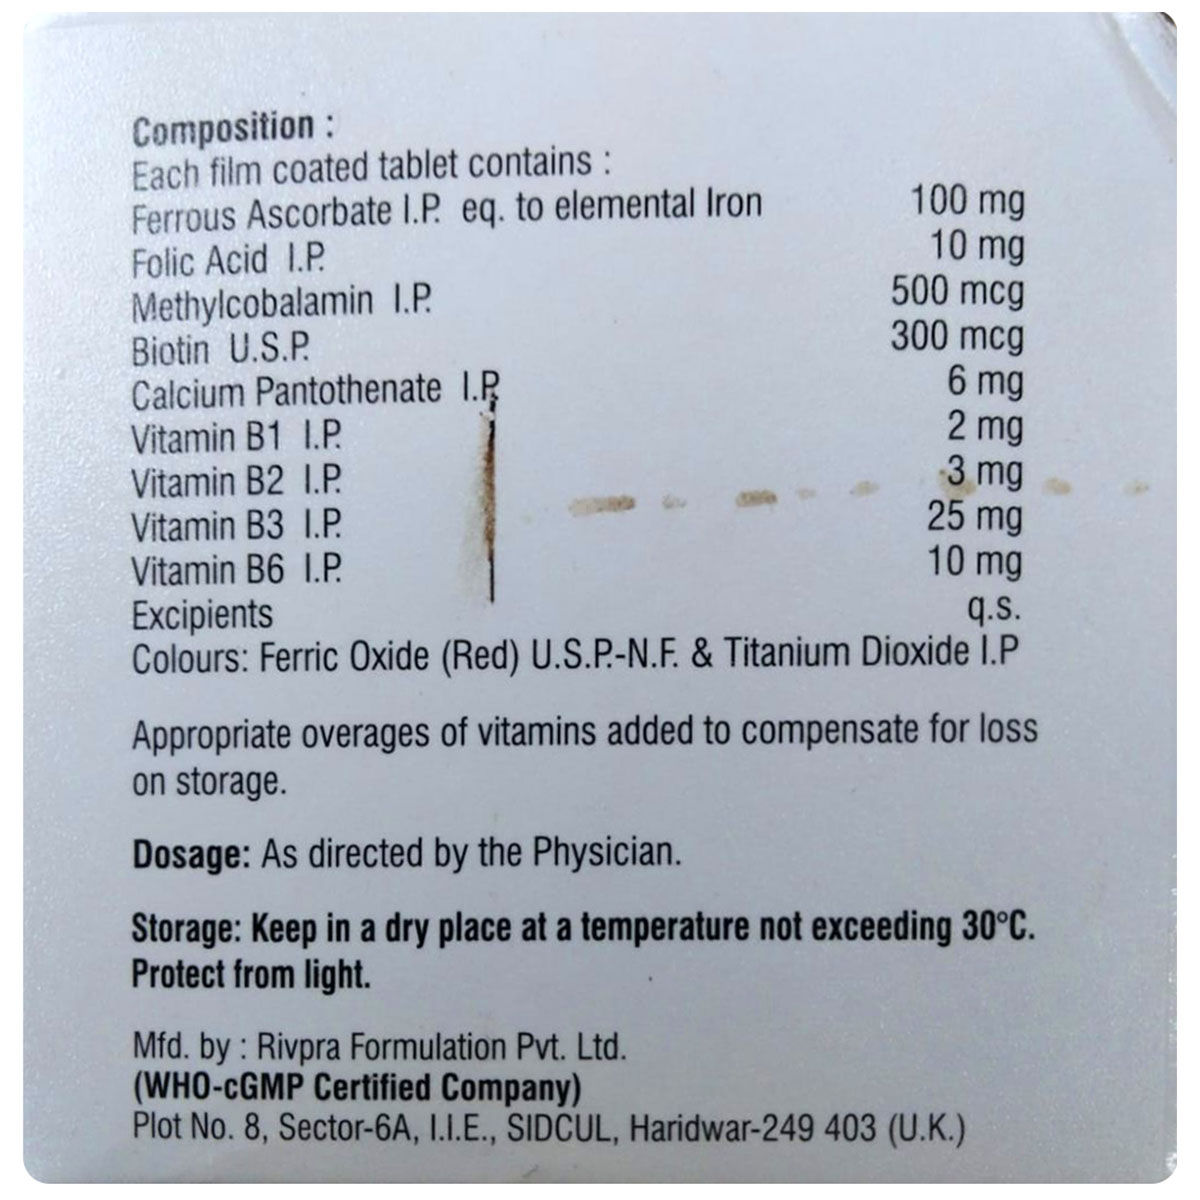 Composition :
Each film coated tablet contains :
Ferrous Ascorbate I.P. eq. to elemental Iron 100 mg
Folic Acid I.P. 10 mg
Methylcobalamin I.P. 500 mcg
Biotin U.S.P. 300 mcg
Calcium Pantothenate I.P. 6 mg
Vitamin B1 I.P. 2 mg
Vitamin B2 I.P. 3 mg
Vitamin B3 I.P. 25 mg
Vitamin B6 I.P. 10 mg
Excipients q.s.
Colours: Ferric Oxide (Red) U.S.P.-N.F. & Titanium Dioxide I.P
Appropriate overages of vitamins added to compensate for loss
on storage.
Dosage: As directed by the Physician.
Storage: Keep in a dry place at a temperature not exceeding 30°C.
Protect from light.
Mfd. by : Rivpra Formulation Pvt. Ltd.
(WHO-cGMP Certified Company)
Plot No. 8, Sector-6A, I.I.E., SIDCUL, Haridwar-249 403 (U.K.)